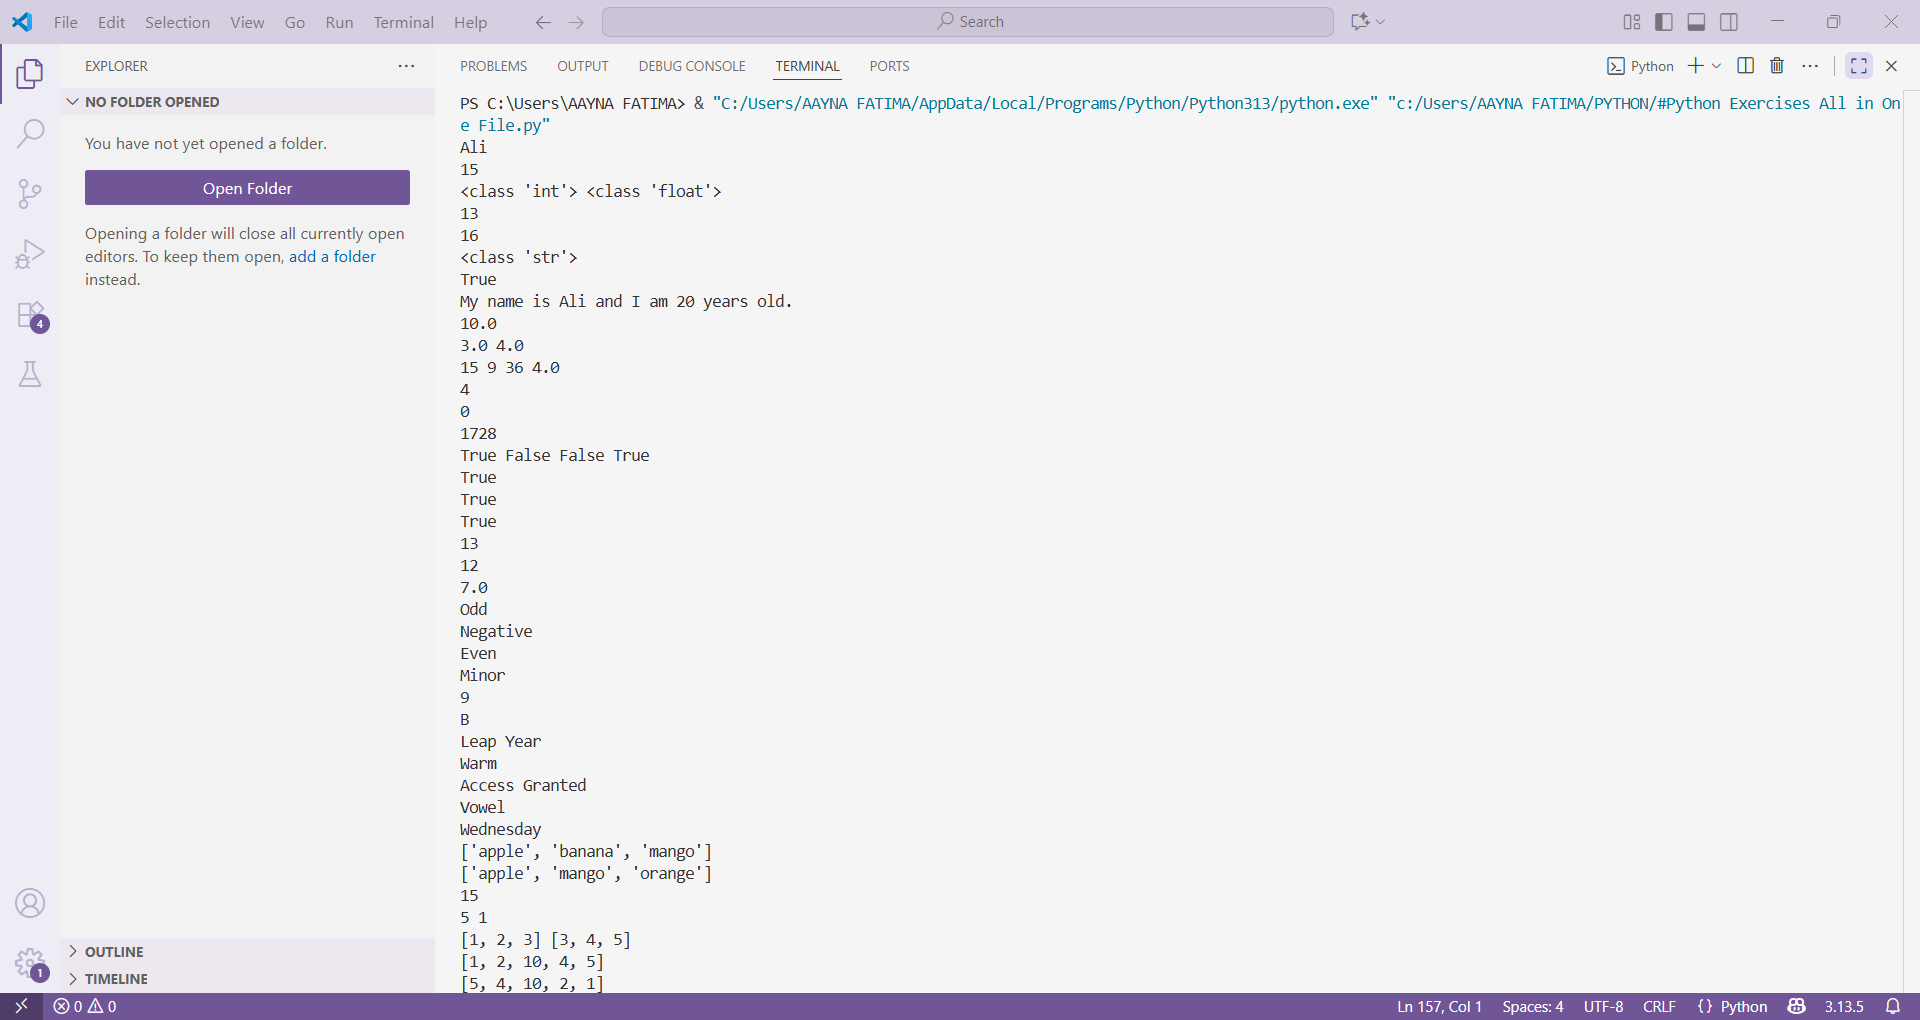 File Edit Selection View Go Run Terminal Help
Search
EXPLORER
NO FOLDER OPENED
You have not yet opened a folder.
Open Folder
Opening a folder will close all currently open
editors. To keep them open, add a folder
instead.
4
1
OUTLINE
TIMELINE
PROBLEMS OUTPUT DEBUG CONSOLE TERMINAL PORTS
Python
PS C:\Users\AAYNA FATIMA> & "C:/Users/AAYNA FATIMA/AppData/Local/Programs/Python/Python313/python.exe" "c:/Users/AAYNA FATIMA/PYTHON/#Python Exercises All in On
e File.py"
Ali
15
<class 'int'> <class 'float'>
13
16
<class 'str'>
True
My name is Ali and I am 20 years old.
10.0
3.0 4.0
15 9 36 4.0
4
0
1728
True False False True
True
True
True
13
12
7.0
Odd
Negative
Even
Minor
9
B
Leap Year
Warm
Access Granted
Vowel
Wednesday
['apple', 'banana', 'mango']
['apple', 'mango', 'orange']
15
5 1
[1, 2, 3] [3, 4, 5]
[1, 2, 10, 4, 5]
[5, 4, 10, 2, 1]
0 0
Ln 157, Col 1 Spaces: 4 UTF-8 CRLF {} Python 3.13.5